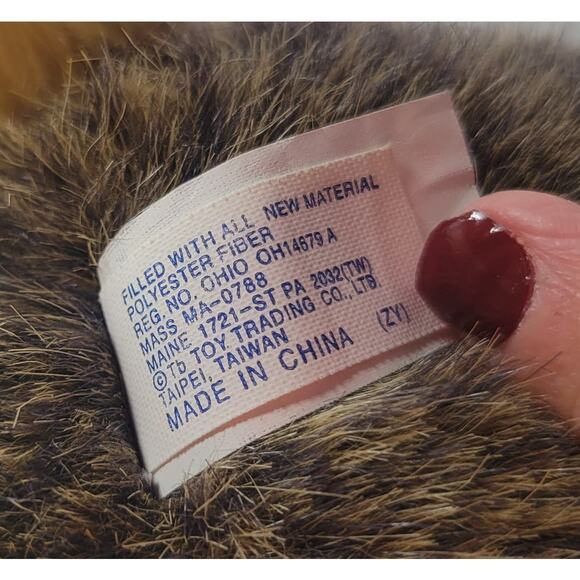 FILLED WITH ALL NEW MATERIAL
POLYESTER FIBER
REG. NO. OHIO OH14679 A
MASS MA-0788
MAINE 1721-ST PA 2032(TW)
©Tb TOY TRADING CO., LTB.
TAIPEI, TAIWAN
MADE IN CHINA (ZY)